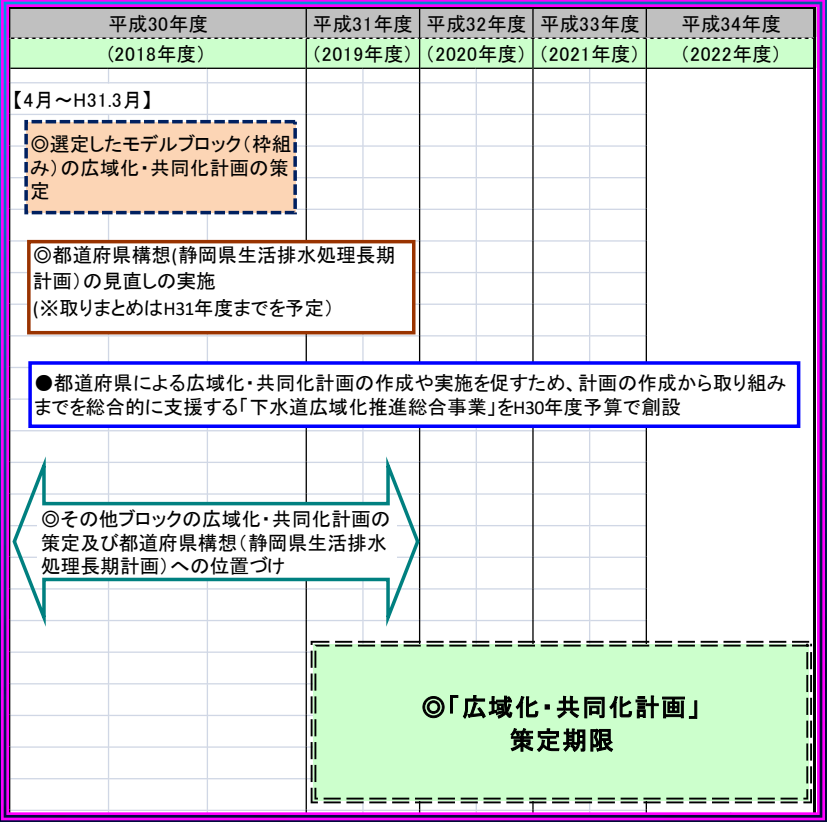 平成30年度 平成31年度 平成32年度 平成33年度 平成34年度
（2018年度） （2019年度） （2020年度） （2021年度） （2022年度）
【4月～H31.3月】
◎選定したモデルブロック（枠組
み）の広域化・共同化計画の策
定
◎都道府県構想(静岡県生活排水処理長期
計画）の見直しの実施
(※取りまとめはH31年度までを予定）
●都道府県による広域化・共同化計画の作成や実施を促すため、計画の作成から取り組み
までを総合的に支援する「下水道広域化推進総合事業」をH30年度予算で創設
◎その他ブロックの広域化・共同化計画の
策定及び都道府県構想（静岡県生活排水
処理長期計画）への位置づけ
◎「広域化・共同化計画」
策定期限